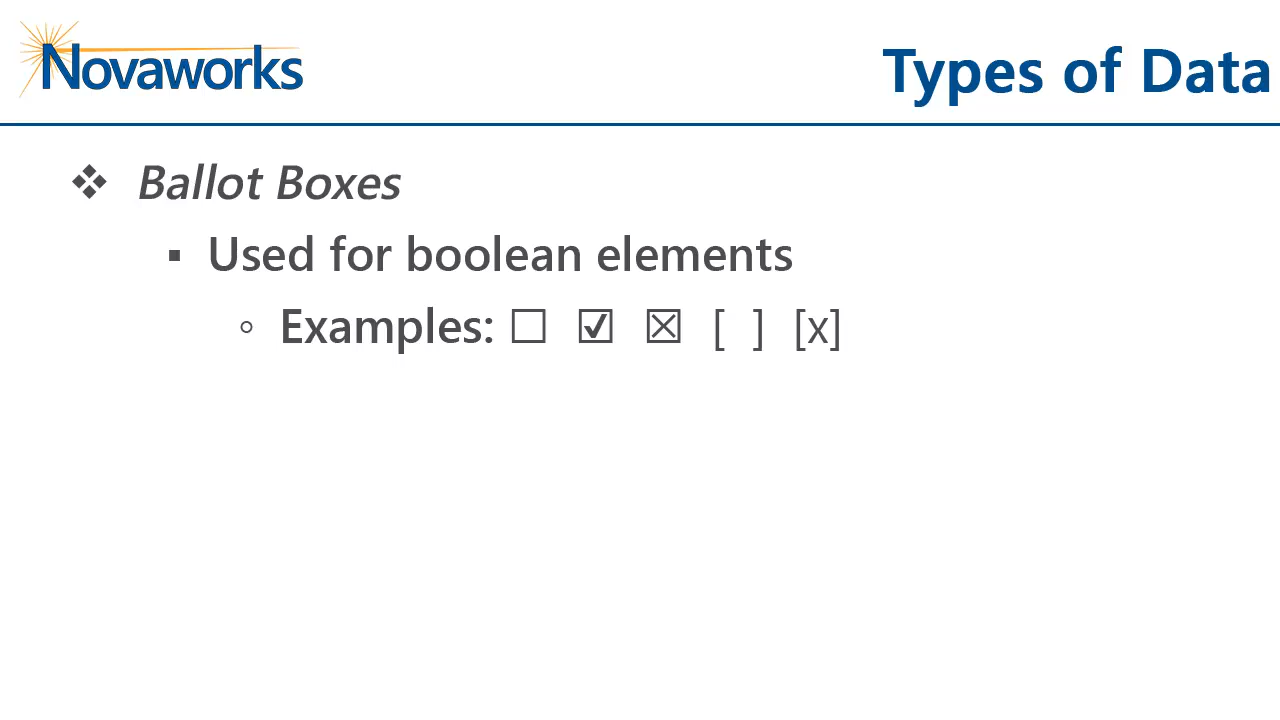 Novaworks
Types of Data
❖ Ballot Boxes
▪ Used for boolean elements
◦ Examples: ☐ ☑ ☒ [ ] [x]